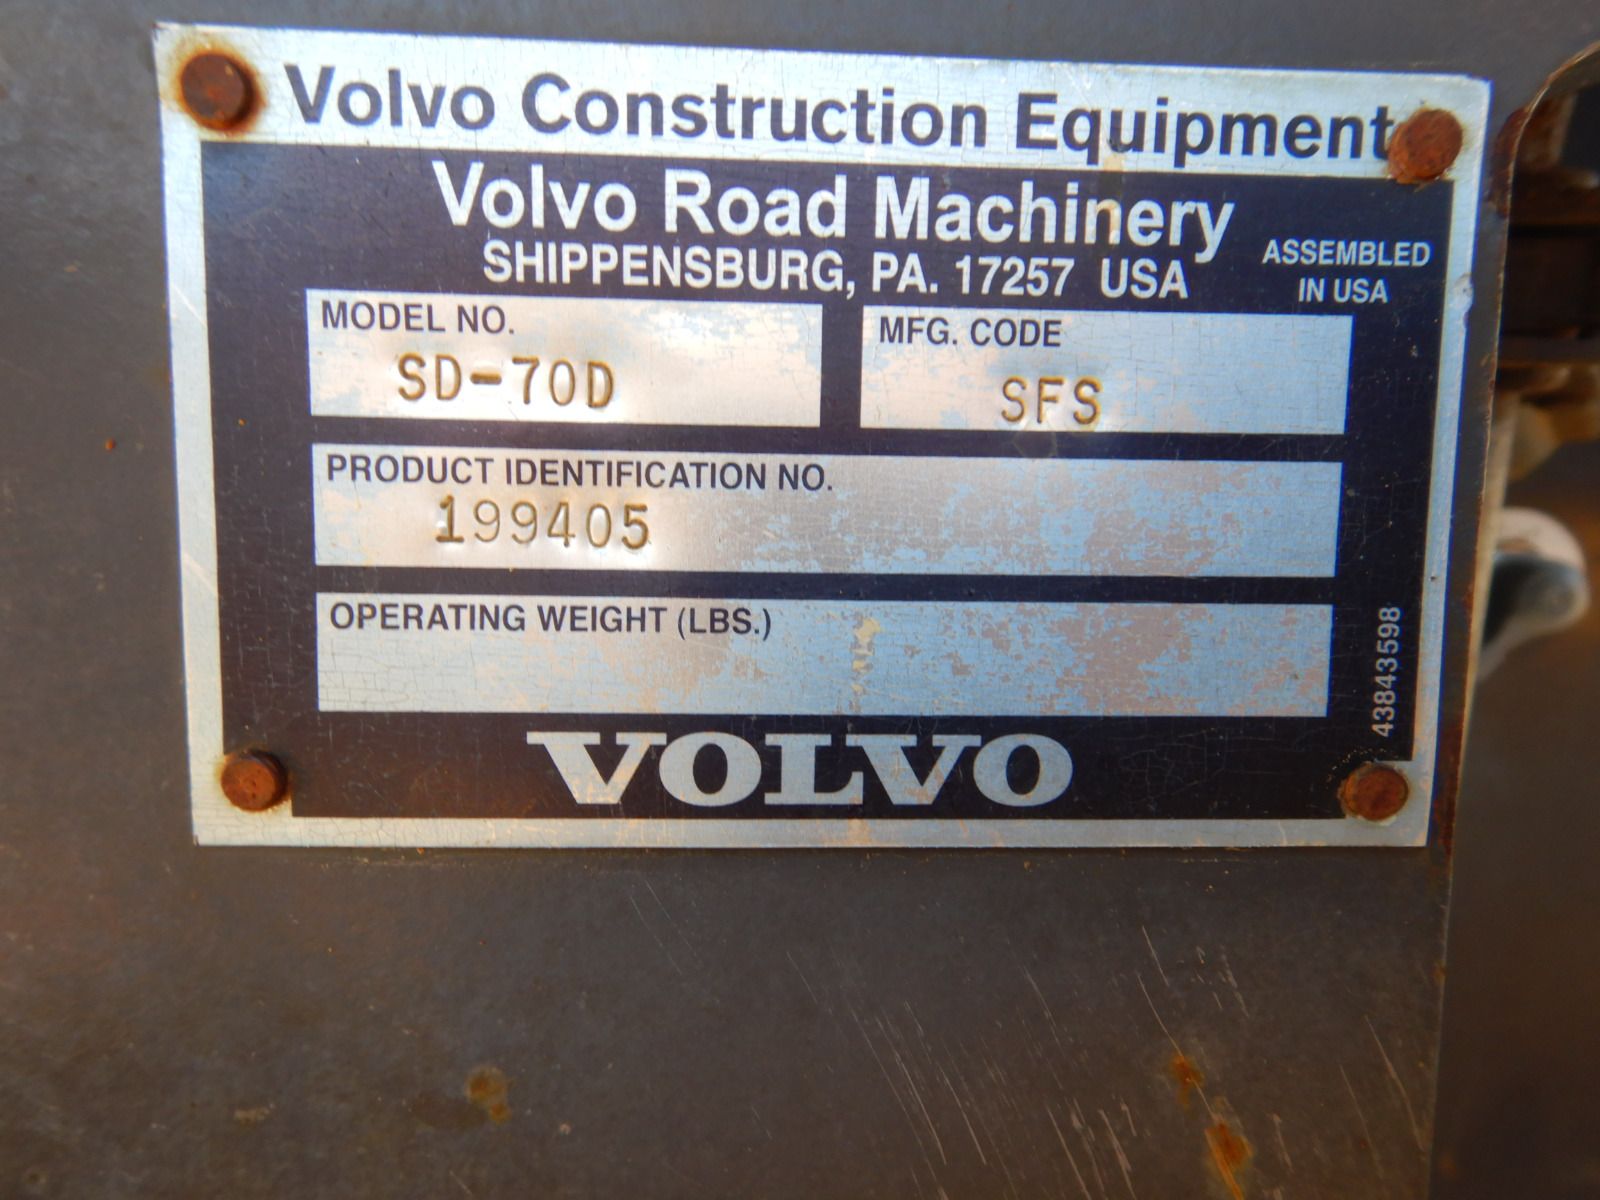 Volvo Construction Equipment
Volvo Road Machinery
SHIPPENSBURG, PA. 17257 USA
ASSEMBLED
IN USA
MODEL NO.
SD-70D
MFG. CODE
SFS
PRODUCT IDENTIFICATION NO.
199405
OPERATING WEIGHT (LBS.)
43843598
VOLVO